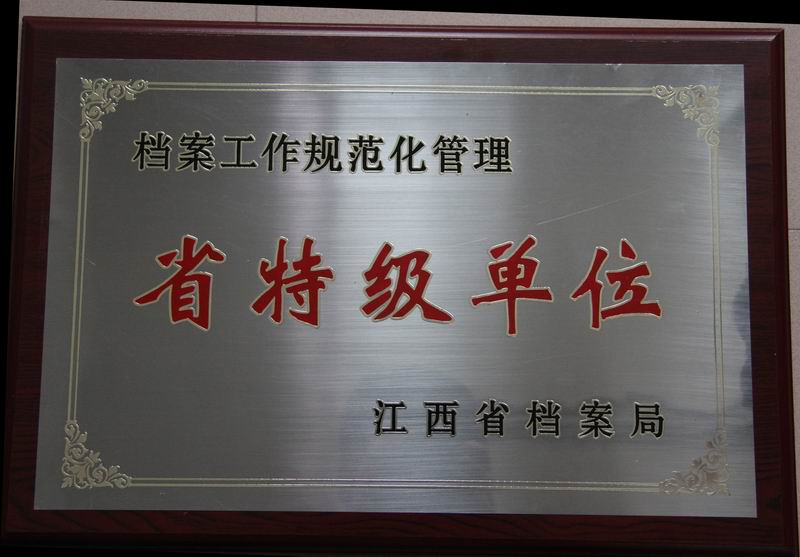 档案工作规范化管理
省特级单位
江西省档案局